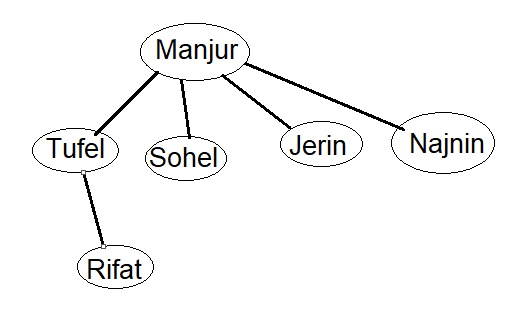 Manjur
Tufel
Sohel
Jerin
Najnin
Rifat